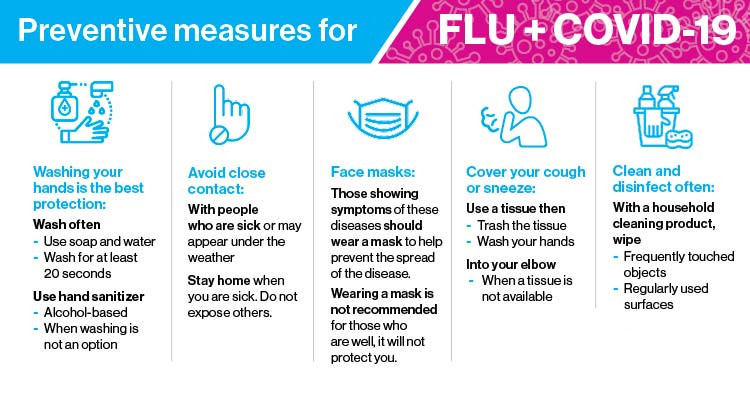 Preventive measures for FLU + COVID-19
Washing your
hands is the best
protection:
Wash often
- Use soap and water
- Wash for at least
20 seconds
Use hand sanitizer
- Alcohol-based
- When washing is
not an option
Avoid close
contact:
With people
who are sick or may
appear under the
weather
Stay home when
you are sick. Do not
expose others.
Face masks:
Those showing
symptoms of these
diseases should
wear a mask to help
prevent the spread
of the disease.
Wearing a mask is
not recommended
for those who
are well, it will not
protect you.
Cover your cough
or sneeze:
Use a tissue then
- Trash the tissue
- Wash your hands
Into your elbow
- When a tissue is
not available
Clean and
disinfect often:
With a household
cleaning product,
wipe
- Frequently touched
objects
- Regularly used
surfaces